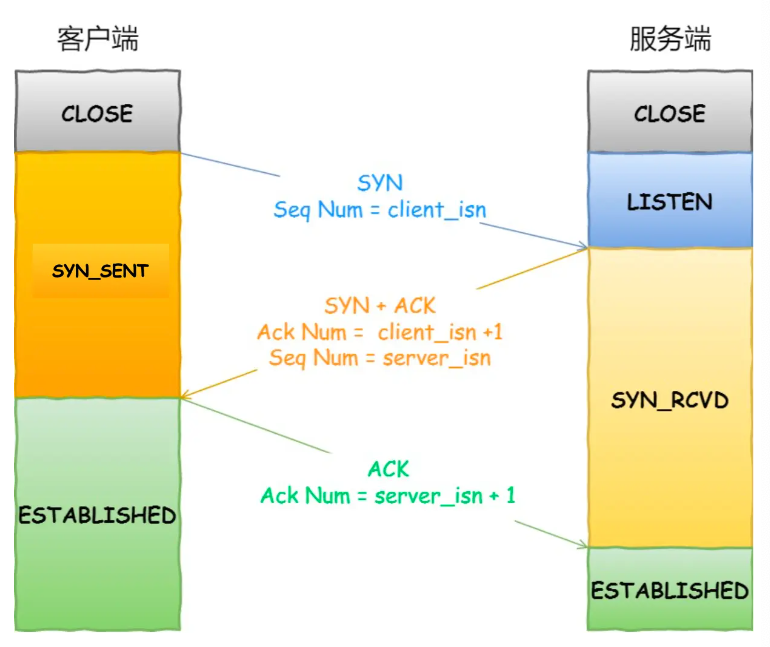 客户端
服务端
CLOSE
CLOSE
SYN
Seq Num = client_isn
LISTEN
SYN_SENT
SYN + ACK
Ack Num = client_isn +1
Seq Num = server_isn
SYN_RCVD
ACK
Ack Num = server_isn + 1
ESTABLISHED
ESTABLISHED